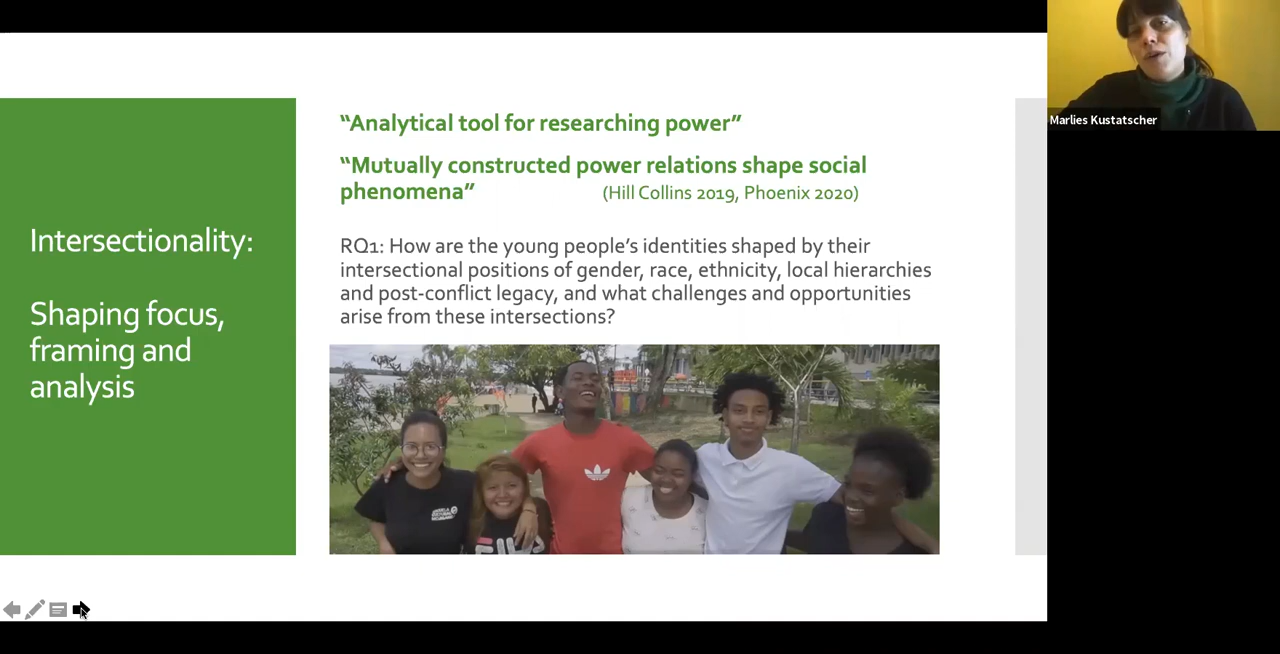 Intersectionality:
Shaping focus,
framing and
analysis
“Analytical tool for researching power”
“Mutually constructed power relations shape social
phenomena” (Hill Collins 2019, Phoenix 2020)
RQ1: How are the young people’s identities shaped by their
intersectional positions of gender, race, ethnicity, local hierarchies
and post-conflict legacy, and what challenges and opportunities
arise from these intersections?
FILA
Marlies Kustatscher